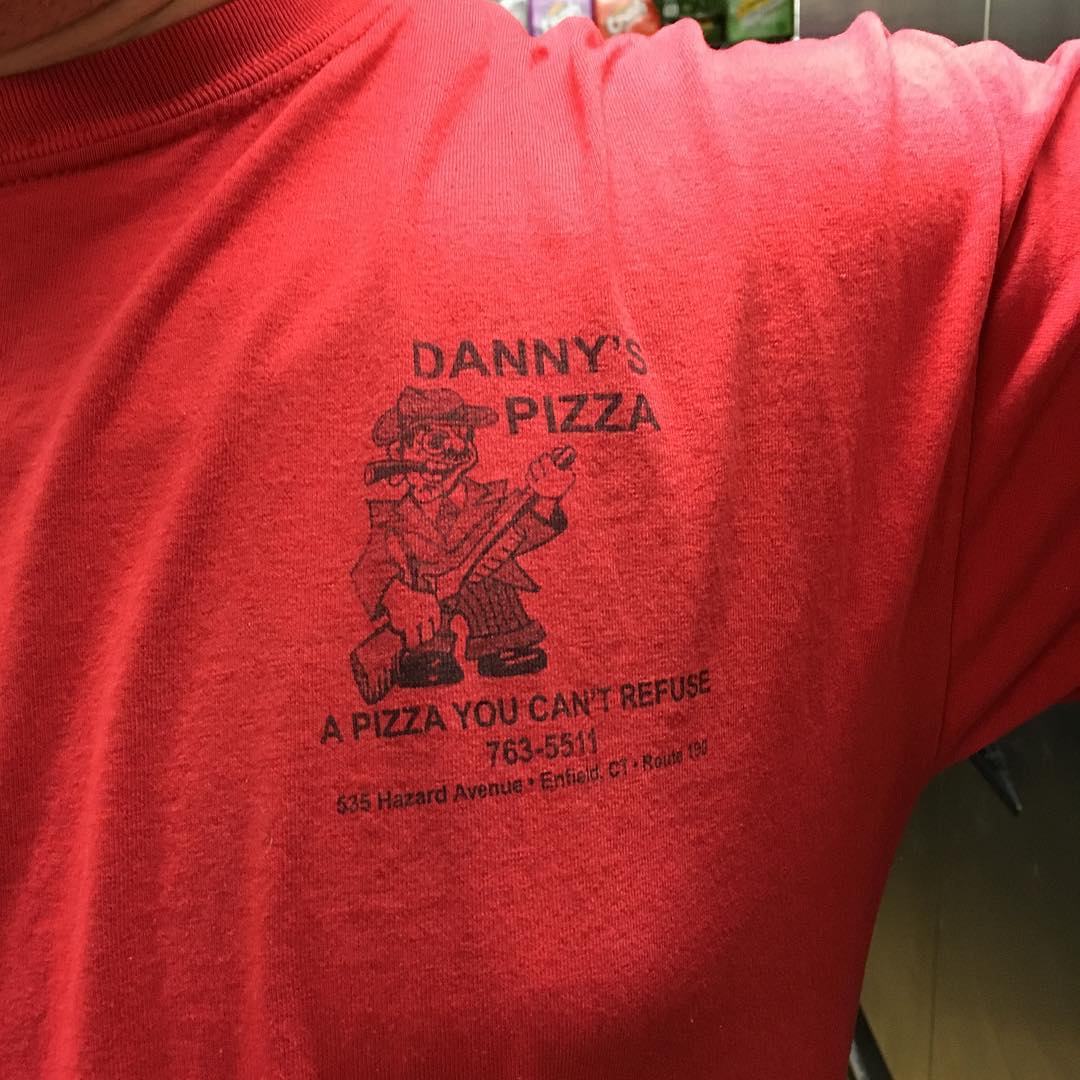 DANNY'S
PIZZA
A PIZZA YOU CAN'T REFUSE
763-5511
535 Hazard Avenue • Enfield, CT • Route 190